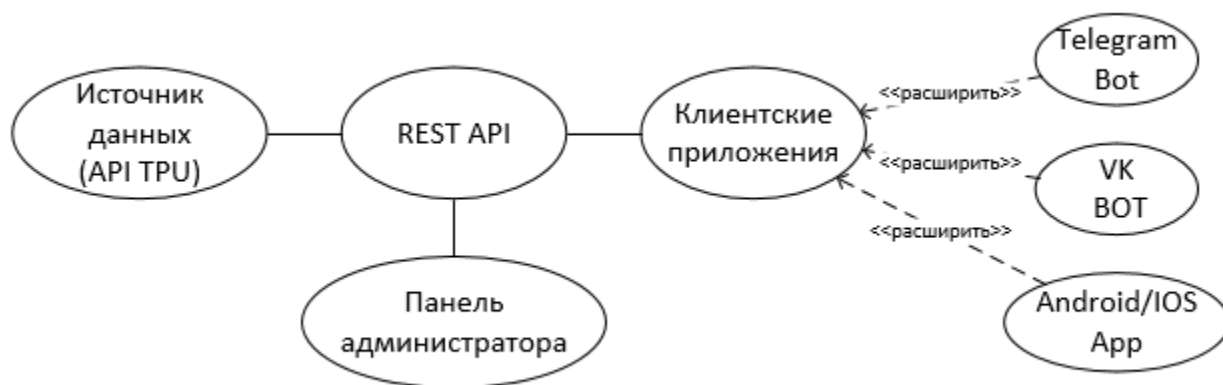 Источник
данных
(API TPU)
REST API
Клиентские
приложения
Панель
администратора
<<расширить>>
Telegram
Bot
<<расширить>>
VK
BOT
<<расширить>>
Android/IOS
App